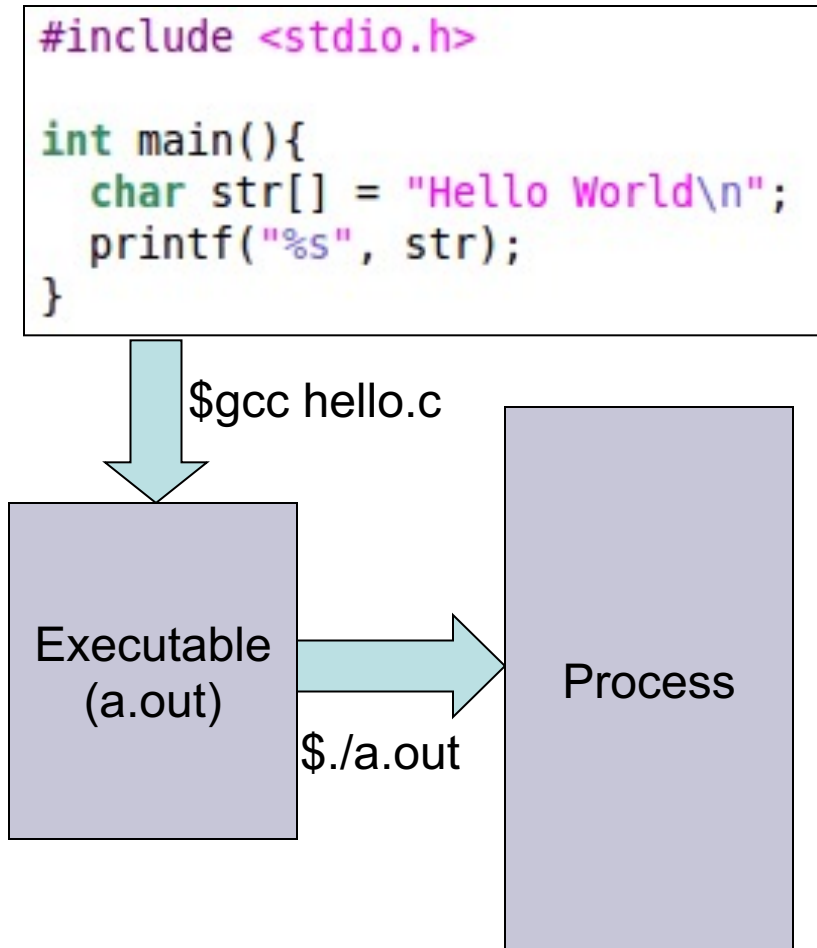 #include <stdio.h>
int main(){
  char str[] = "Hello World\n";
  printf("%s", str);
}
$gcc hello.c
Executable
(a.out)
$./a.out
Process